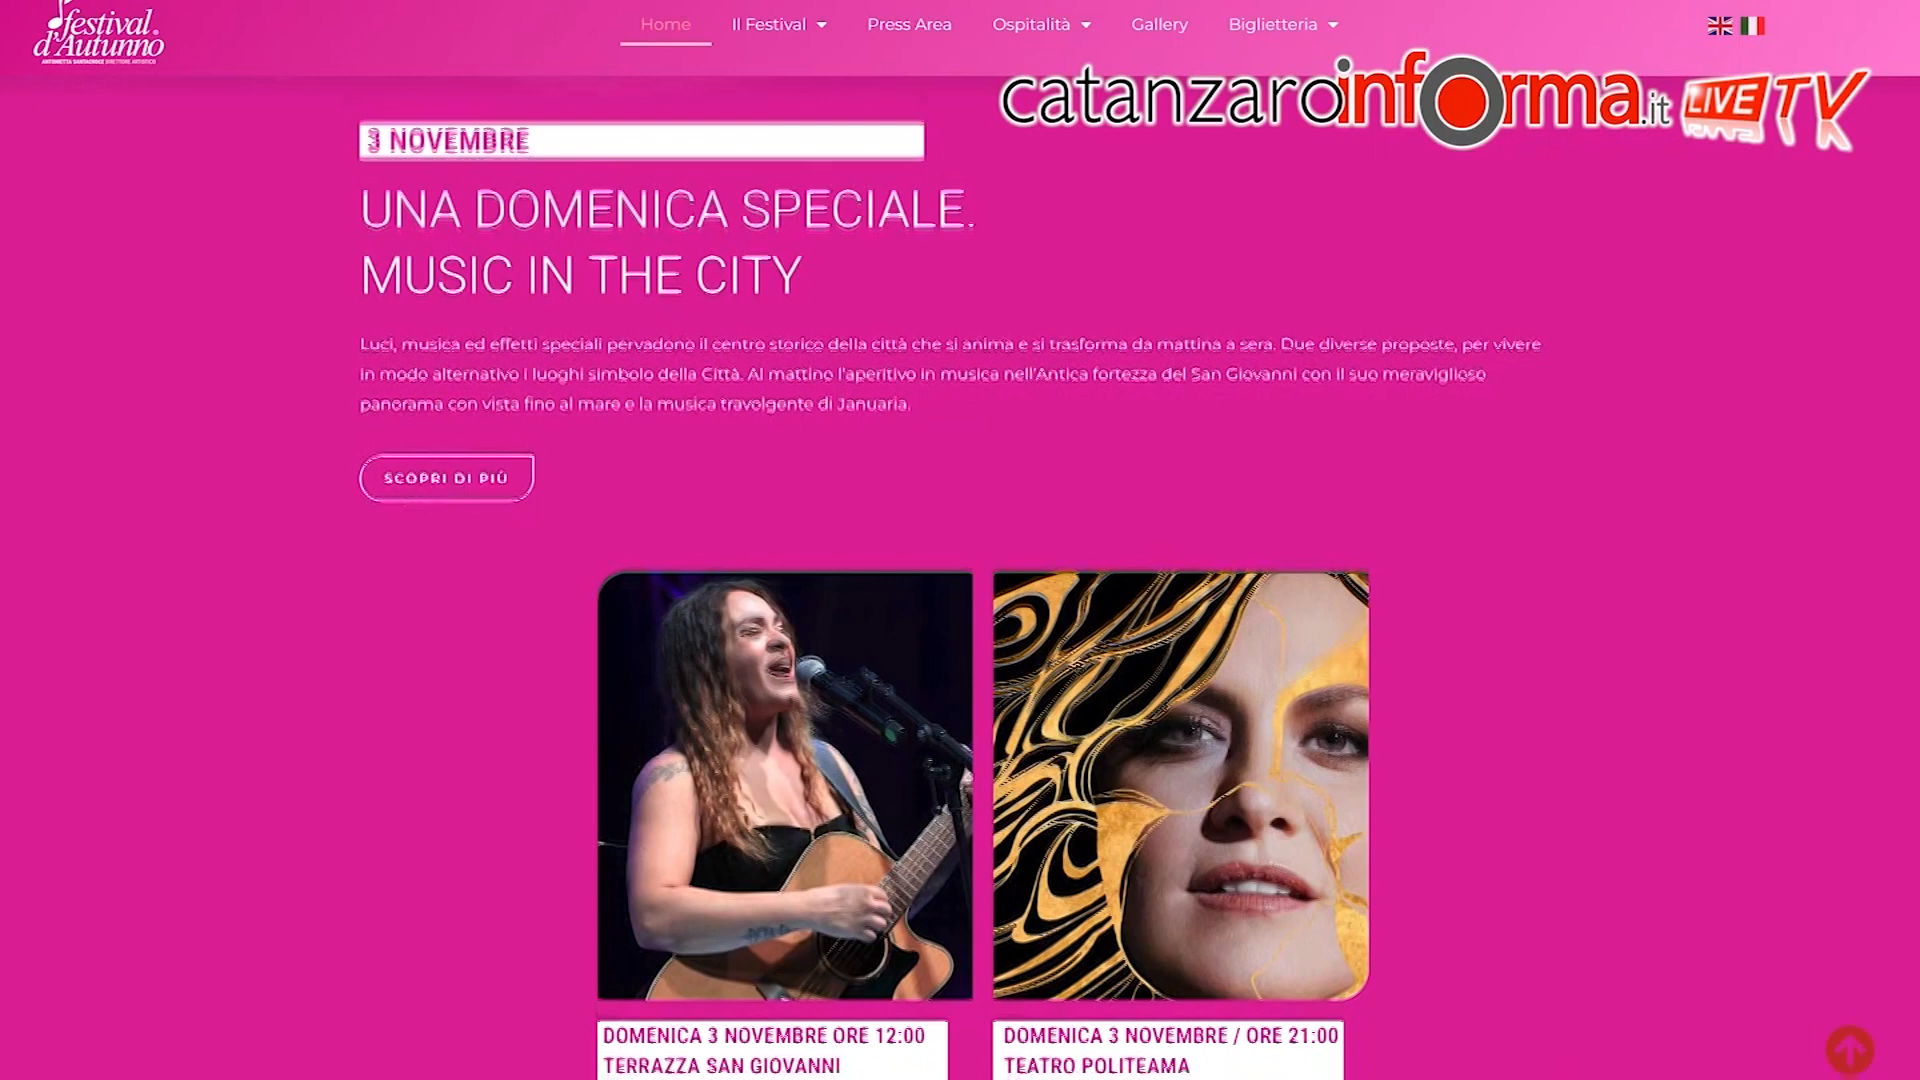 festival
d'Autunno
ANTONIETTA SANTACROCE DIRETTORE ARTISTICO
Home
Il Festival
Press Area
Ospitalità
Gallery
Biglietteria
catanzaroinforma.it LIVE TV
3 NOVEMBRE
UNA DOMENICA SPECIALE.
MUSIC IN THE CITY
Luci, musica ed effetti speciali pervadono il centro storico della città che si anima e si trasforma da mattina a sera. Due diverse proposte, per vivere
in modo alternativo i luoghi simbolo della Città. Al mattino l'aperitivo in musica nell'Antica fortezza del San Giovanni con il suo meraviglioso
panorama con vista fino al mare e la musica travolgente di Januaria.
SCOPRI DI PIÙ
DOMENICA 3 NOVEMBRE ORE 12:00
TERRAZZA SAN GIOVANNI
DOMENICA 3 NOVEMBRE / ORE 21:00
TEATRO POLITEAMA